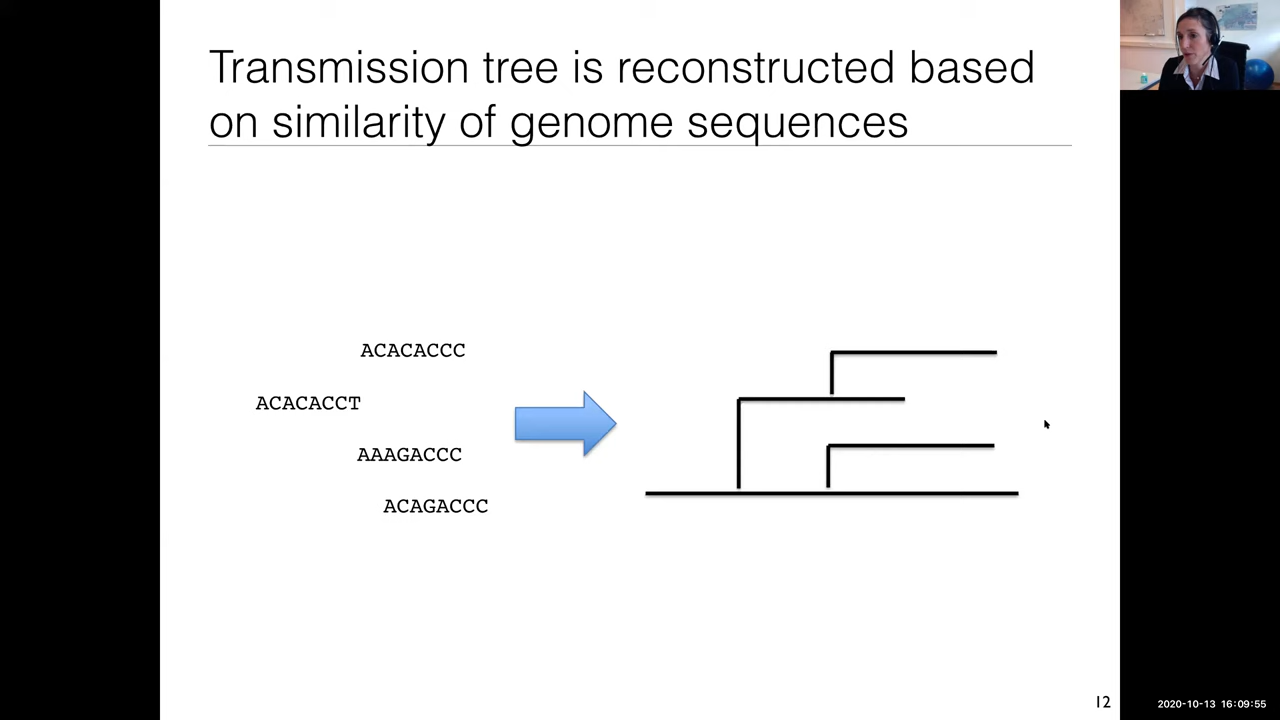 Transmission tree is reconstructed based
on similarity of genome sequences
ACACACCC
ACACACCT
AAAGACCC
ACAGACCC
12
2020-10-13 16:09:55